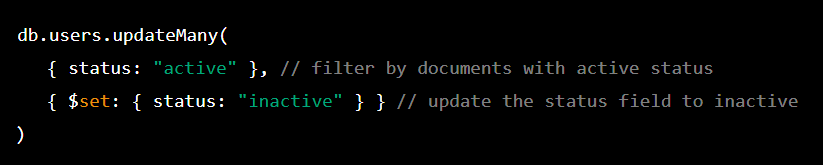 db.users.updateMany(
{ status: "active" }, // filter by documents with active status
{ $set: { status: "inactive" } } // update the status field to inactive
)